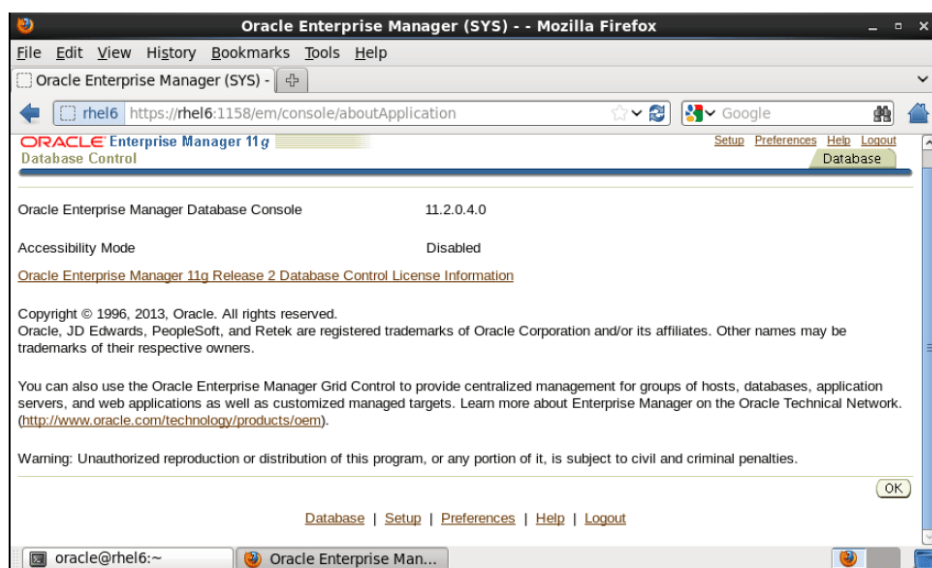 Oracle Enterprise Manager (SYS) - - Mozilla Firefox
File Edit View History Bookmarks Tools Help
Oracle Enterprise Manager (SYS) -
rhel6 https://rhel6:1158/em/console/aboutApplication Google
ORACLE Enterprise Manager 11g Setup Preferences Help Logout
Database Control Database
Oracle Enterprise Manager Database Console 11.2.0.4.0
Accessibility Mode Disabled
Oracle Enterprise Manager 11g Release 2 Database Control License Information
Copyright © 1996, 2013, Oracle. All rights reserved.
Oracle, JD Edwards, PeopleSoft, and Retek are registered trademarks of Oracle Corporation and/or its affiliates. Other names may be
trademarks of their respective owners.
You can also use the Oracle Enterprise Manager Grid Control to provide centralized management for groups of hosts, databases, application
servers, and web applications as well as customized managed targets. Learn more about Enterprise Manager on the Oracle Technical Network.
(http://www.oracle.com/technology/products/oem).
Warning: Unauthorized reproduction or distribution of this program, or any portion of it, is subject to civil and criminal penalties.
OK
Database | Setup | Preferences | Help | Logout
oracle@rhel6:~ Oracle Enterprise Man...